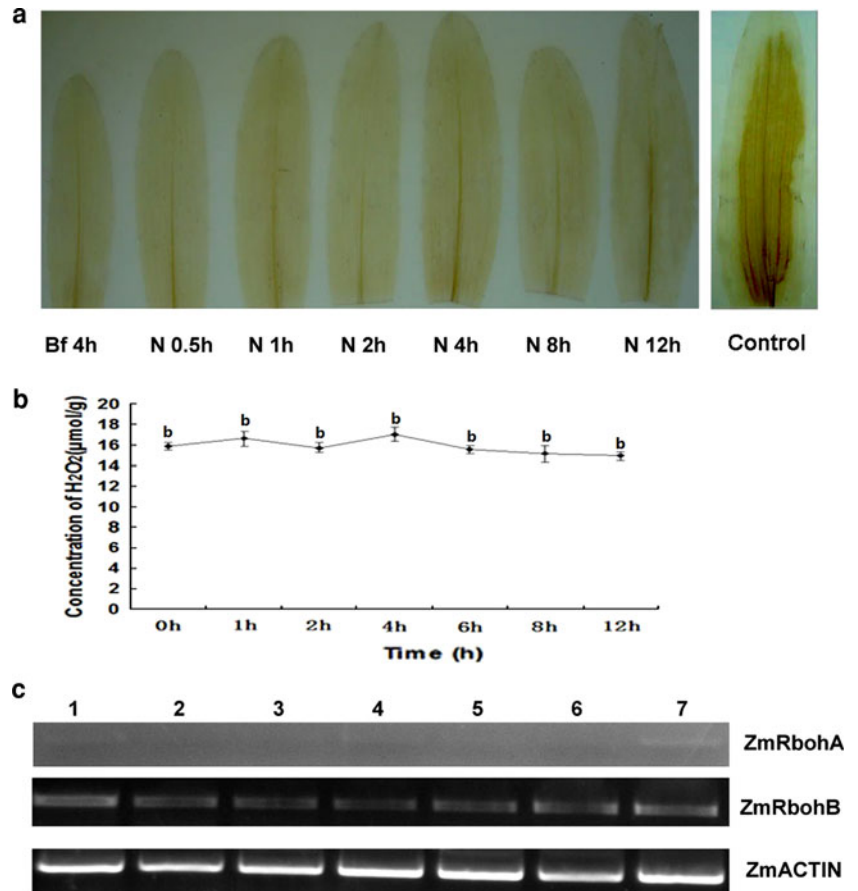 a
Bf 4h N 0.5h N 1h N 2h N 4h N 8h N 12h Control
b
Concentration of H2O2(μmol/g)
20
18
16
14
12
10
8
6
4
2
0
b b b b b b b
0h 1h 2h 4h 6h 8h 12h
Time (h)
c
1 2 3 4 5 6 7
ZmRbohA
ZmRbohB
ZmACTIN